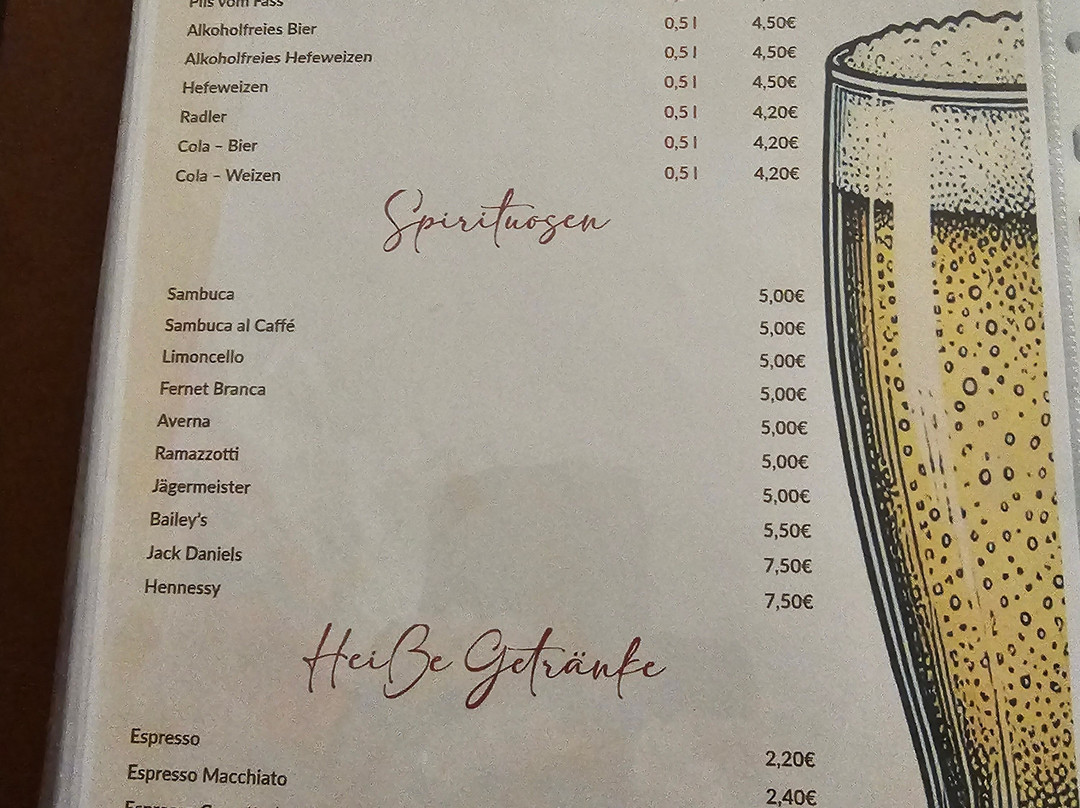 Pils vom Fass
Alkoholfreies Bier 0,5 l 4,50€
Alkoholfreies Hefeweizen 0,5 l 4,50€
Hefeweizen 0,5 l 4,50€
Radler 0,5 l 4,20€
Cola – Bier 0,5 l 4,20€
Cola – Weizen 0,5 l 4,20€
Spirituosen
Sambuca 5,00€
Sambuca al Caffé 5,00€
Limoncello 5,00€
Fernet Branca 5,00€
Averna 5,00€
Ramazzotti 5,00€
Jägermeister 5,00€
Bailey's 5,50€
Jack Daniels 7,50€
Hennessy 7,50€
Heiße Getränke
Espresso 2,20€
Espresso Macchiato 2,40€
Espresso